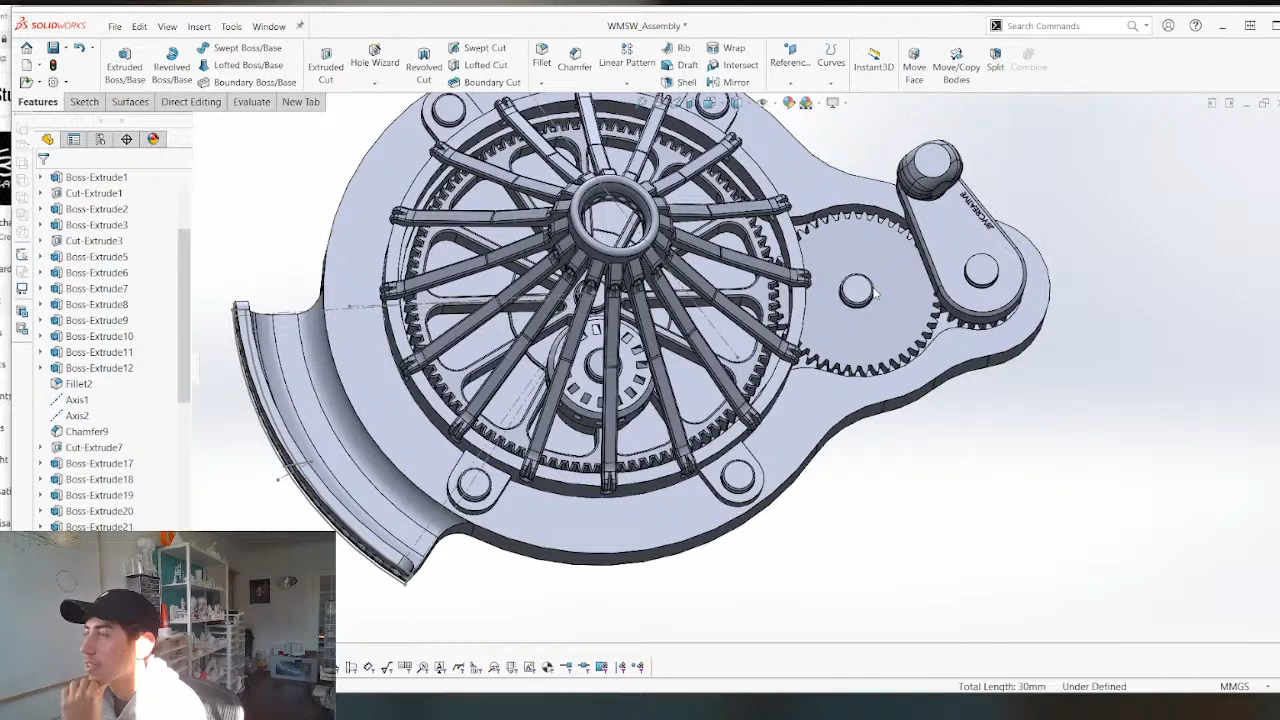 SOLIDWORKS File Edit View Insert Tools Window WMSW_Assembly * Search Commands
Extruded Boss/Base Revolved Boss/Base Swept Boss/Base Lofted Boss/Base Boundary Boss/Base Extruded Cut Hole Wizard Revolved Cut Swept Cut Lofted Cut Boundary Cut Fillet Chamfer Linear Pattern Rib Draft Shell Wrap Intersect Mirror Referenc... Curves Instant3D Move Face Move/Copy Bodies Split Combine
Features Sketch Surfaces Direct Editing Evaluate New Tab
Boss-Extrude1
Cut-Extrude1
Boss-Extrude2
Boss-Extrude3
Cut-Extrude3
Boss-Extrude5
Boss-Extrude6
Boss-Extrude7
Boss-Extrude8
Boss-Extrude9
Boss-Extrude10
Boss-Extrude11
Boss-Extrude12
Fillet2
Axis1
Axis2
Chamfer9
Cut-Extrude7
Boss-Extrude17
Boss-Extrude18
Boss-Extrude19
Boss-Extrude20
Boss-Extrude21
Total Length: 30mm Under Defined MMGS